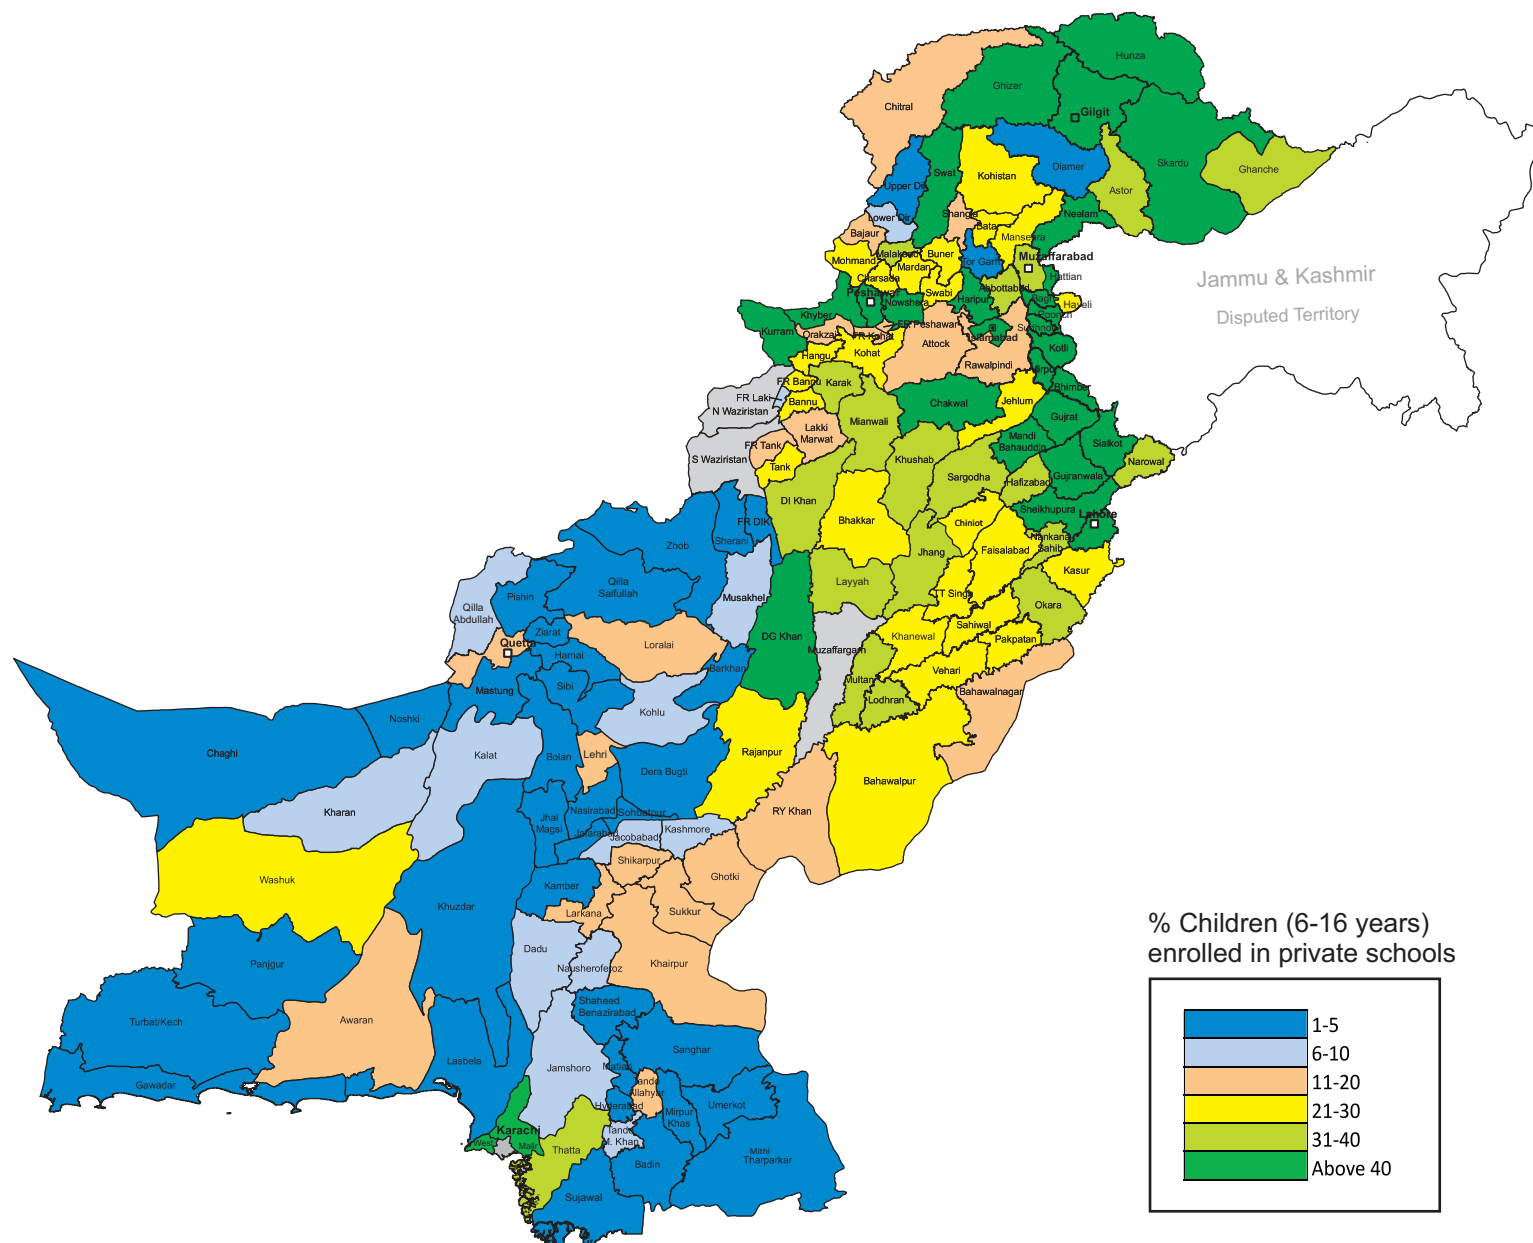 Hunza
Ghizer
Chitral
Gilgit
Skardu
Ghanche
Diamer
Astor
Swat
Kohistan
Upper Dir
Lower Dir
Shangla
Neelam
Bajaur
Mansehra
Mohmand
Malakand
Buner
Tor Garh
Muzaffarabad
Mardan
Charsada
Hattian
Abbottabad
Swabi
Peshawar
Nowshera
Haripur
Bagh
Haveli
Poonch
Khyber
FR Peshawar
Kurram
Orakzai
FR Kohat
Islamabad
Attock
Kotli
Hangu
Kohat
Rawalpindi
FR Bannu
Karak
Bhimber
FR Laki
Bannu
Chakwal
Jehlum
N Waziristan
Mianwali
Gujrat
Lakki
Marwat
Mandi
Bahauddin
Sialkot
FR Tank
S Waziristan
Khushab
Narowal
Tank
Sargodha
Gujranwala
Hafizabad
DI Khan
Sheikhupura
Lahore
Bhakkar
Chiniot
FR DIK
Sherani
Zhob
Nankana
Sahib
Faisalabad
Jhang
Kasur
Qilla
Saifullah
Layyah
Pishin
Musakhel
TT Singh
Okara
Qilla
Abdullah
Ziarat
DG Khan
Khanewal
Sahiwal
Pakpatan
Quetta
Loralai
Muzaffargarh
Harnai
Barkhan
Vehari
Multan
Sibi
Mastung
Bahawalnagar
Lodhran
Kohlu
Noshki
Chaghi
Kalat
Bolan
Lehri
Rajanpur
Dera Bugti
Bahawalpur
Kharan
Nasirabad
Sohbatpur
RY Khan
Jhal
Magsi
Jafarabad
Jacobabad
Kashmore
Shikarpur
Washuk
Kamber
Ghotki
Khuzdar
Larkana
Sukkur
Dadu
Panjgur
Nausheroferoz
Khairpur
Shaheed
Benazirabad
Turbat/Kech
Awaran
Sanghar
Lasbela
Jamshoro
Matiari
Gawadar
Tando
Allahyar
Hyderabad
Mirpur
Khas
Umerkot
Karachi
West
Malir
Tando
M. Khan
Thatta
Mithi
Tharparkar
Badin
Sujawal
Jammu & Kashmir
Disputed Territory
% Children (6-16 years)
enrolled in private schools
1-5
6-10
11-20
21-30
31-40
Above 40